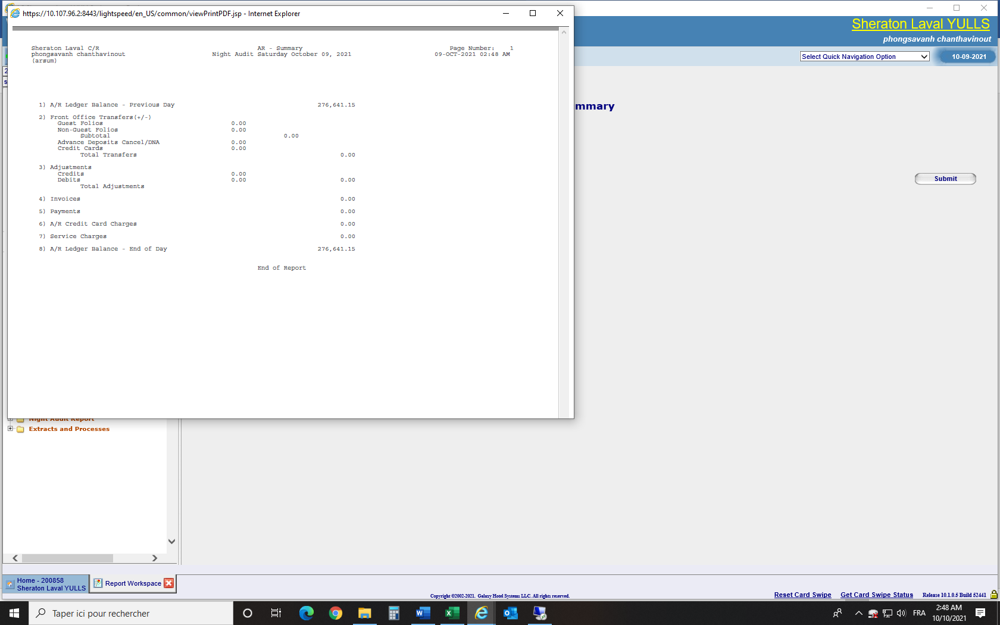 https://10.107.96.2:8443/lightspeed/en_US/common/viewPrintPDF.jsp - Internet Explorer
Sheraton Laval YULLS
phongsavanh chanthavinout
Select Quick Navigation Option
10-09-2021
Sheraton Laval C/R AR - Summary Page Number: 1
phongsavanh chanthavinout Night Audit Saturday October 09, 2021 09-OCT-2021 02:48 AM
(arsum)
1) A/R Ledger Balance - Previous Day 276,641.15
mmary
2) Front Office Transfers(+/-)
Guest Folios 0.00
Non-Guest Folios 0.00
Subtotal 0.00
Advance Deposits Cancel/DNA 0.00
Credit Cards 0.00
Total Transfers 0.00
3) Adjustments
Credits 0.00
Debits 0.00 0.00
Total Adjustments
Submit
4) Invoices 0.00
5) Payments 0.00
6) A/R Credit Card Charges 0.00
7) Service Charges 0.00
8) A/R Ledger Balance - End of Day 276,641.15
End of Report
Night Audit Report
Extracts and Processes
Home - 200858
Sheraton Laval YULLS
Report Workspace
Copyright ©2002-2021. Galaxy Hotel Systems LLC. All rights reserved.
Reset Card Swipe Get Card Swipe Status Release 10.1.0.5 Build 52441
Taper ici pour rechercher
FRA
2:48 AM
10/10/2021